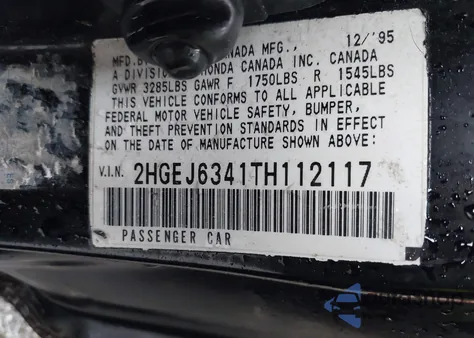 MFD.B ANADA MFG., 12/'95
A DIVISION HONDA CANADA INC. CANADA
GVWR 3285LBS GAWR F 1750LBS R 1545LBS
THIS VEHICLE CONFORMS TO ALL APPLICABLE
FEDERAL MOTOR VEHICLE SAFETY, BUMPER,
AND THEFT PREVENTION STANDARDS IN EFFECT
ON THE DATE OF MANUFACTURE SHOWN ABOVE:
V.I.N. 2HGEJ6341TH112117
PASSENGER CAR